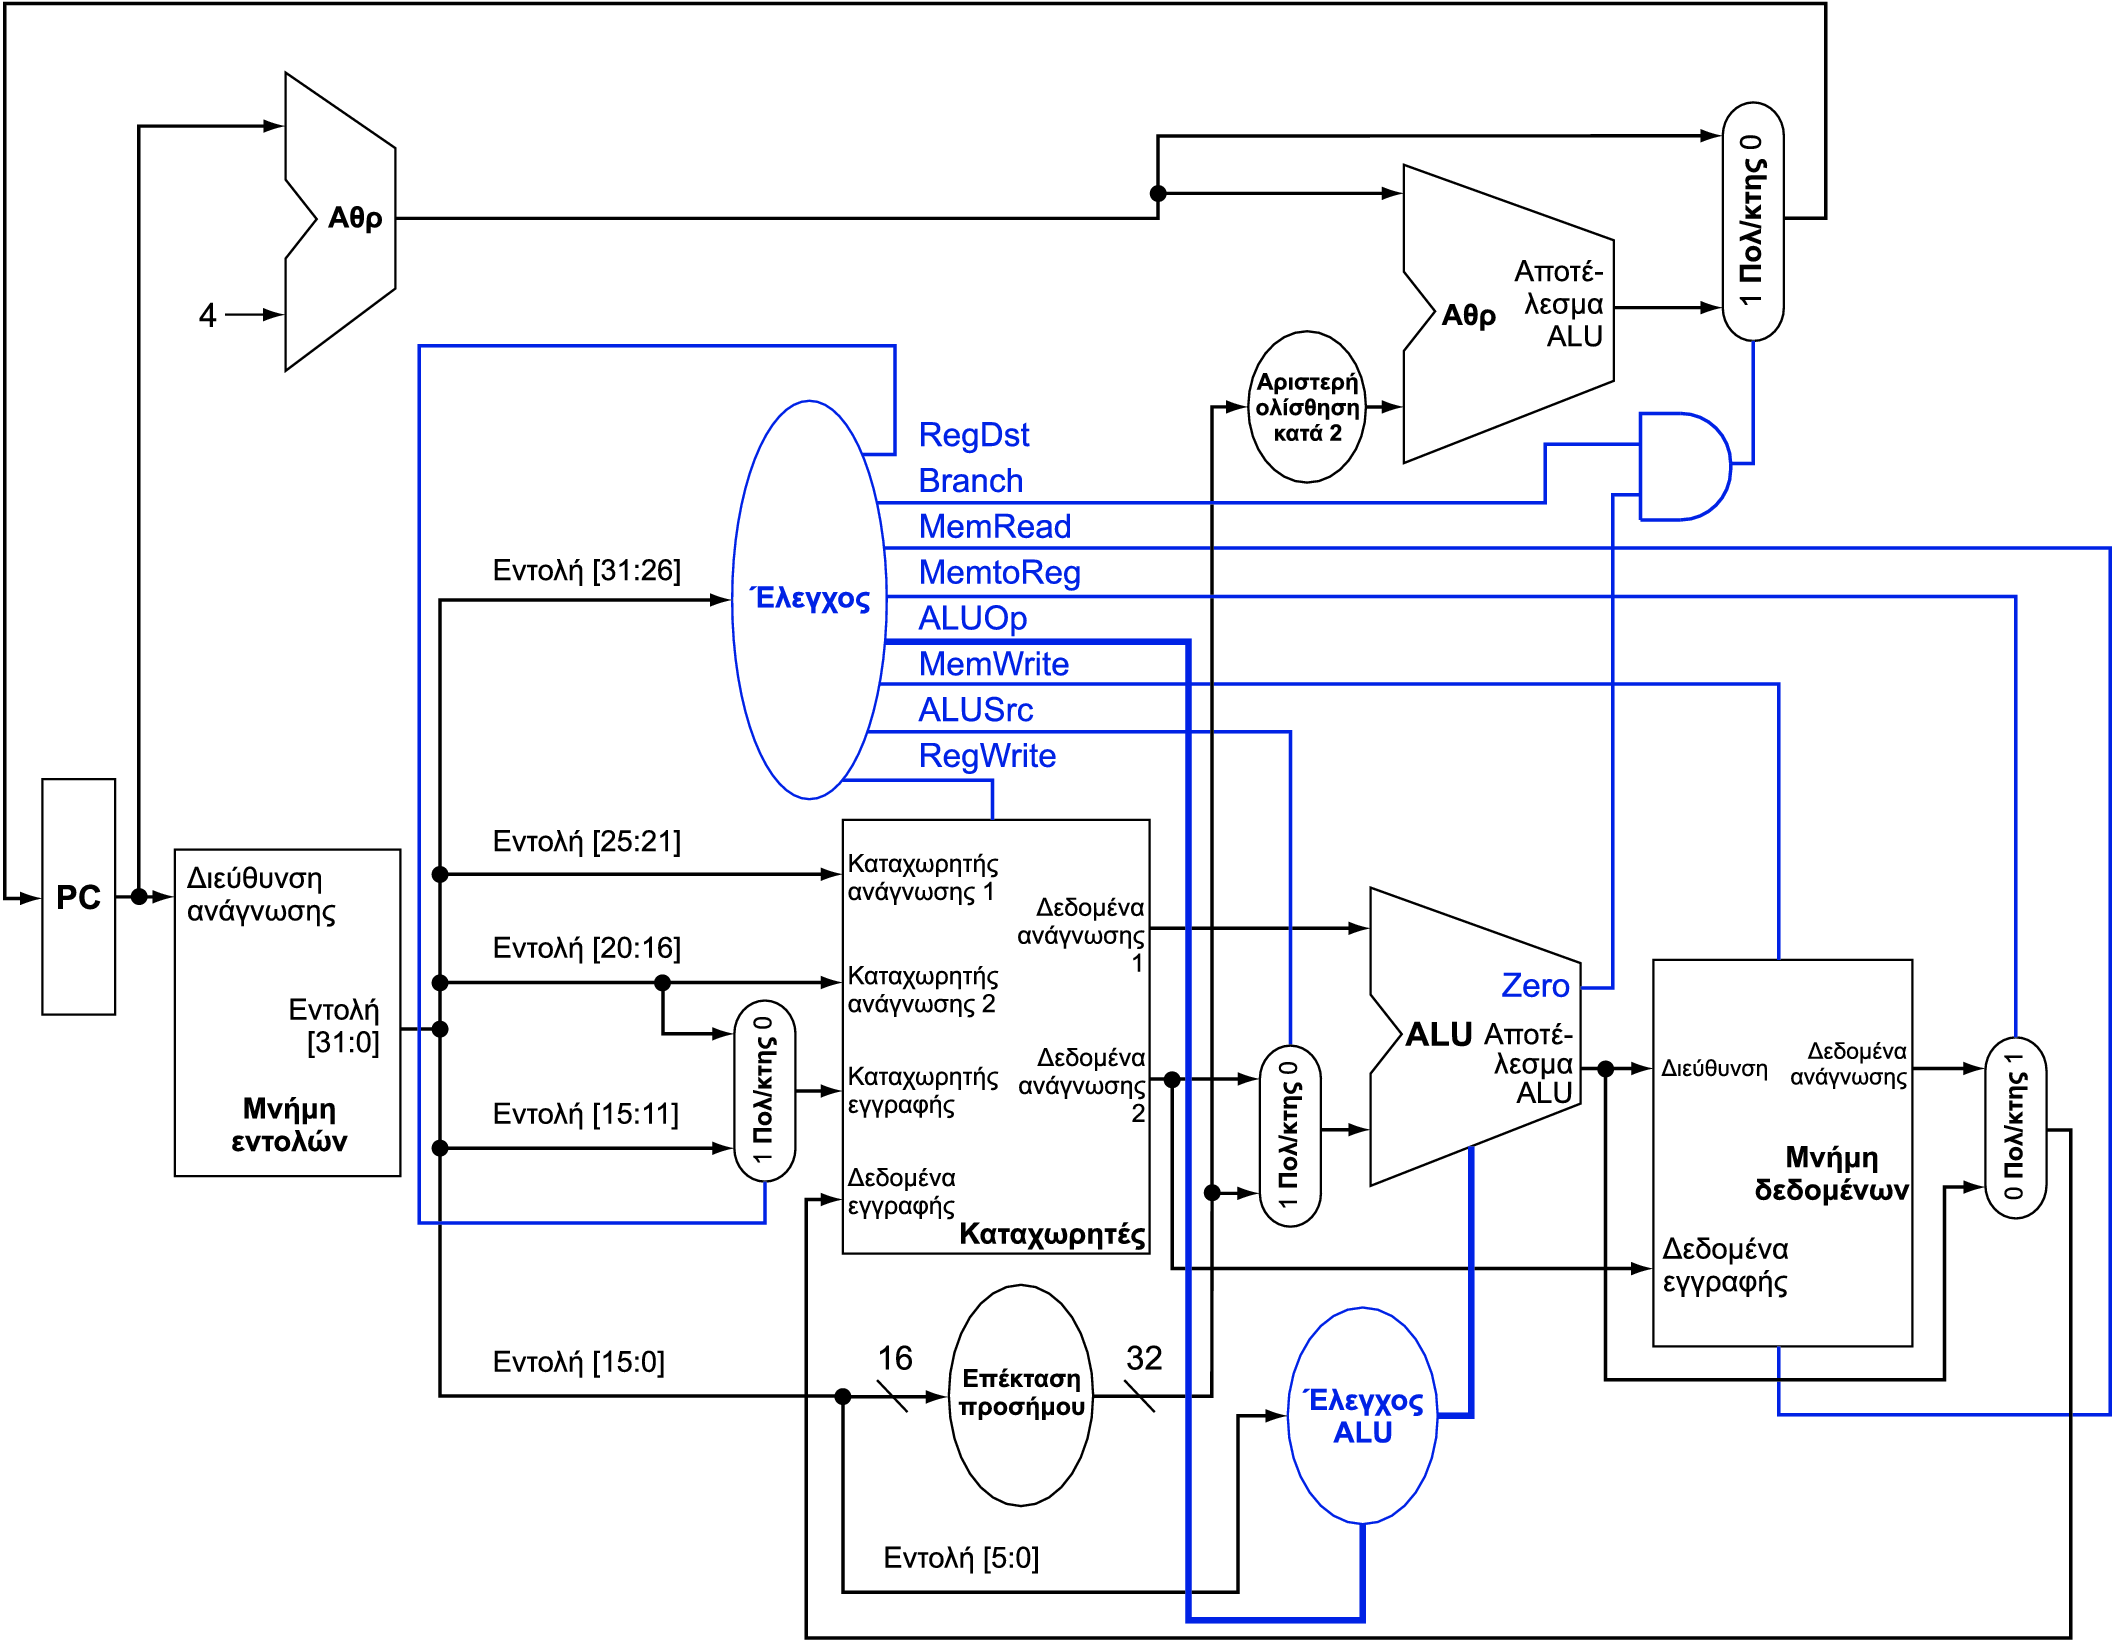 Αθρ
4
Αποτέ-
λεσμα
ALU
Αθρ
1 Πολ/κτης 0
Αριστερή
ολίσθηση
κατά 2
RegDst
Branch
MemRead
MemtoReg
ALUOp
MemWrite
ALUSrc
RegWrite
Έλεγχος
Εντολή [31:26]
Εντολή [25:21]
Εντολή [20:16]
Εντολή [15:11]
Εντολή [15:0]
Εντολή [5:0]
PC
Διεύθυνση
ανάγνωσης
Εντολή
[31:0]
Μνήμη
εντολών
1 Πολ/κτης 0
Καταχωρητής
ανάγνωσης 1
Καταχωρητής
ανάγνωσης 2
Καταχωρητής
εγγραφής
Δεδομένα
εγγραφής
Δεδομένα
ανάγνωσης
1
Δεδομένα
ανάγνωσης
2
Καταχωρητές
1 Πολ/κτης 0
Zero
ALU
Αποτέ-
λεσμα
ALU
Διεύθυνση
Δεδομένα
ανάγνωσης
Μνήμη
δεδομένων
Δεδομένα
εγγραφής
0 Πολ/κτης 1
16
Επέκταση
προσήμου
32
Έλεγχος
ALU